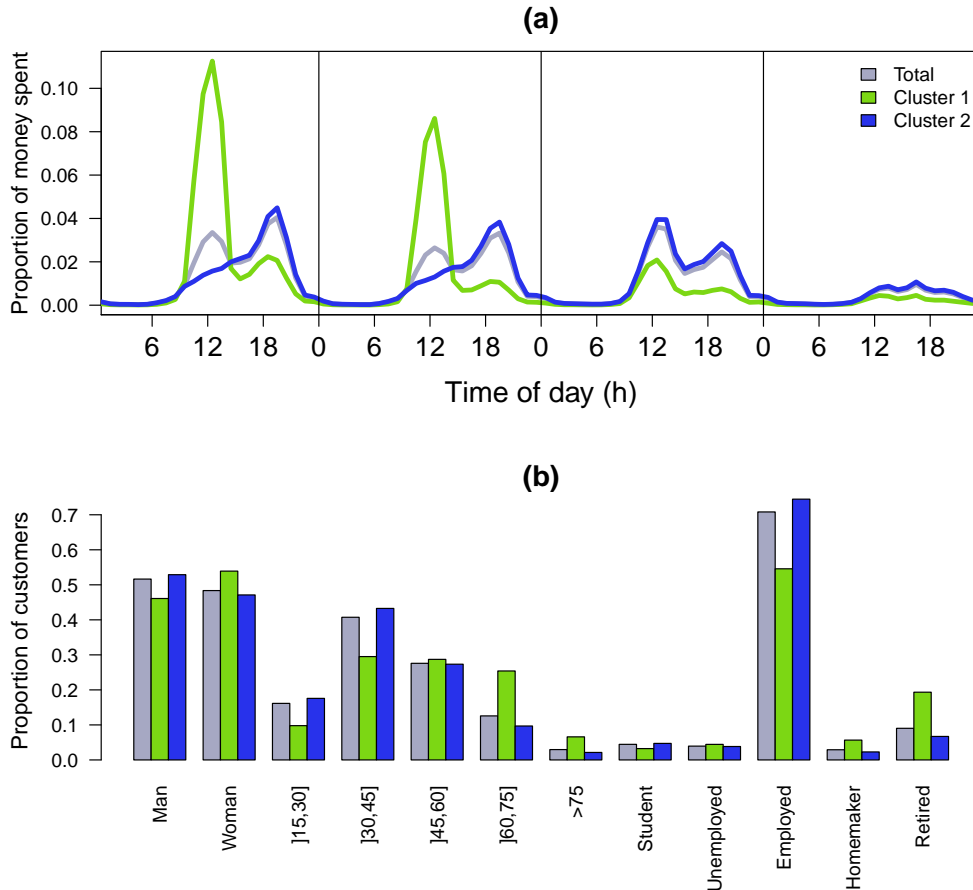 (a)
Proportion of money spent
0.10
0.08
0.06
0.04
0.02
0.00
Total
Cluster 1
Cluster 2
6 12 18 0 6 12 18 0 6 12 18 0 6 12 18
Time of day (h)
(b)
Proportion of customers
0.7
0.6
0.5
0.4
0.3
0.2
0.1
0.0
Man
Woman
]15,30]
]30,45]
]45,60]
]60,75]
>75
Student
Unemployed
Employed
Homemaker
Retired